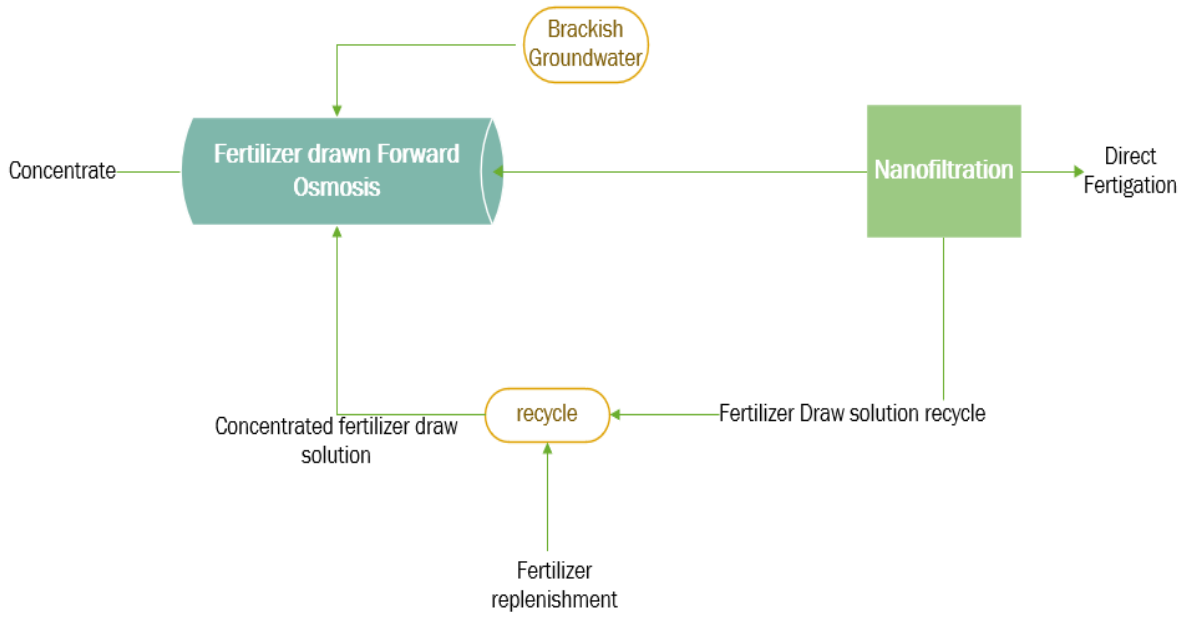 Brackish
Groundwater
Fertilizer drawn Forward
Osmosis
Concentrate
Nanofiltration
Direct
Fertigation
recycle
Fertilizer Draw solution recycle
Concentrated fertilizer draw
solution
Fertilizer
replenishment